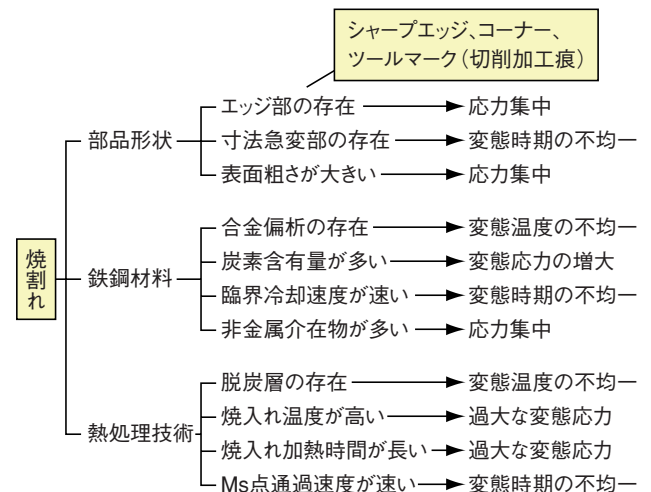 シャープエッジ、コーナー、
ツールマーク（切削加工痕）
焼割れ
部品形状
エッジ部の存在 応力集中
寸法急変部の存在 変態時期の不均一
表面粗さが大きい 応力集中
鉄鋼材料
合金偏析の存在 変態温度の不均一
炭素含有量が多い 変態応力の増大
臨界冷却速度が速い 変態時期の不均一
非金属介在物が多い 応力集中
熱処理技術
脱炭層の存在 変態温度の不均一
焼入れ温度が高い 過大な変態応力
焼入れ加熱時間が長い 過大な変態応力
Ms点通過速度が速い 変態時期の不均一